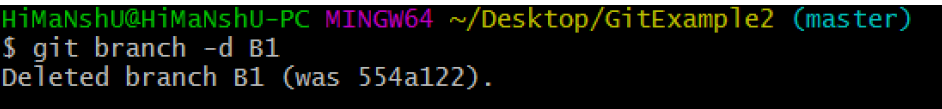 HiMaNshU@HiMaNshU-PC MINGW64 ~/Desktop/GitExample2 (master)
$ git branch -d B1
Deleted branch B1 (was 554a122).